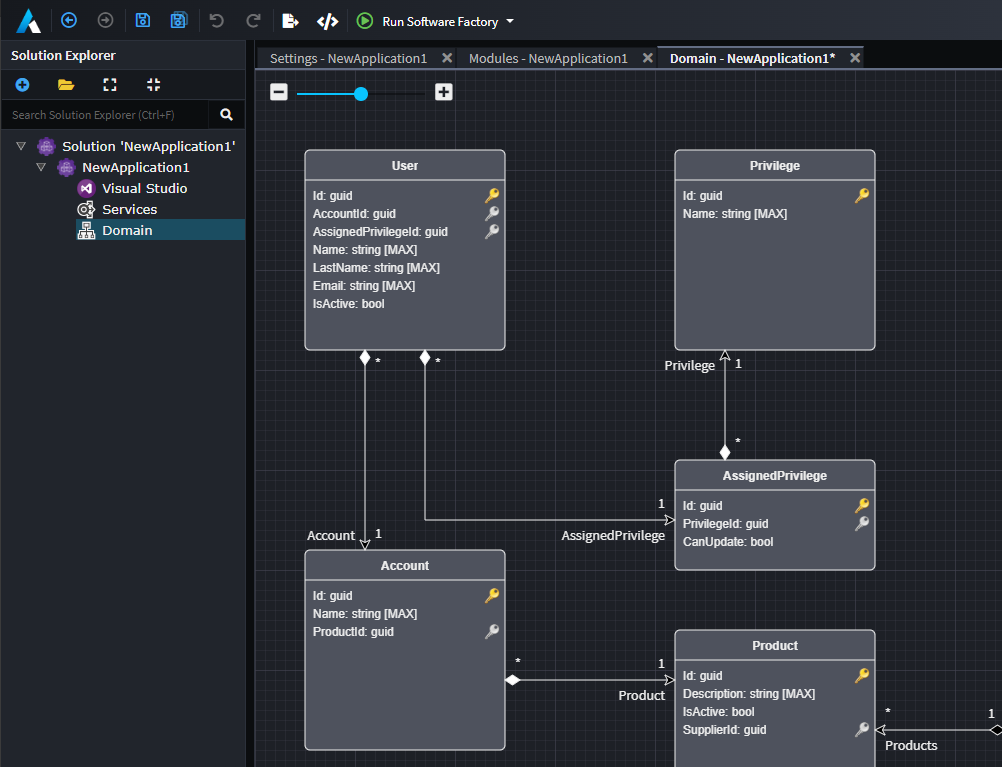 Run Software Factory
Solution Explorer
Search Solution Explorer (Ctrl+F)
Solution 'NewApplication1'
NewApplication1
Visual Studio
Services
Domain
Settings - NewApplication1
Modules - NewApplication1
Domain - NewApplication1*
User
Id: guid
AccountId: guid
AssignedPrivilegeId: guid
Name: string [MAX]
LastName: string [MAX]
Email: string [MAX]
IsActive: bool
Privilege
Id: guid
Name: string [MAX]
*
*
Privilege
1
*
AssignedPrivilege
Id: guid
PrivilegeId: guid
CanUpdate: bool
1
AssignedPrivilege
Account
1
Account
Id: guid
Name: string [MAX]
ProductId: guid
*
1
Product
Product
Id: guid
Description: string [MAX]
IsActive: bool
SupplierId: guid
*
1
Products